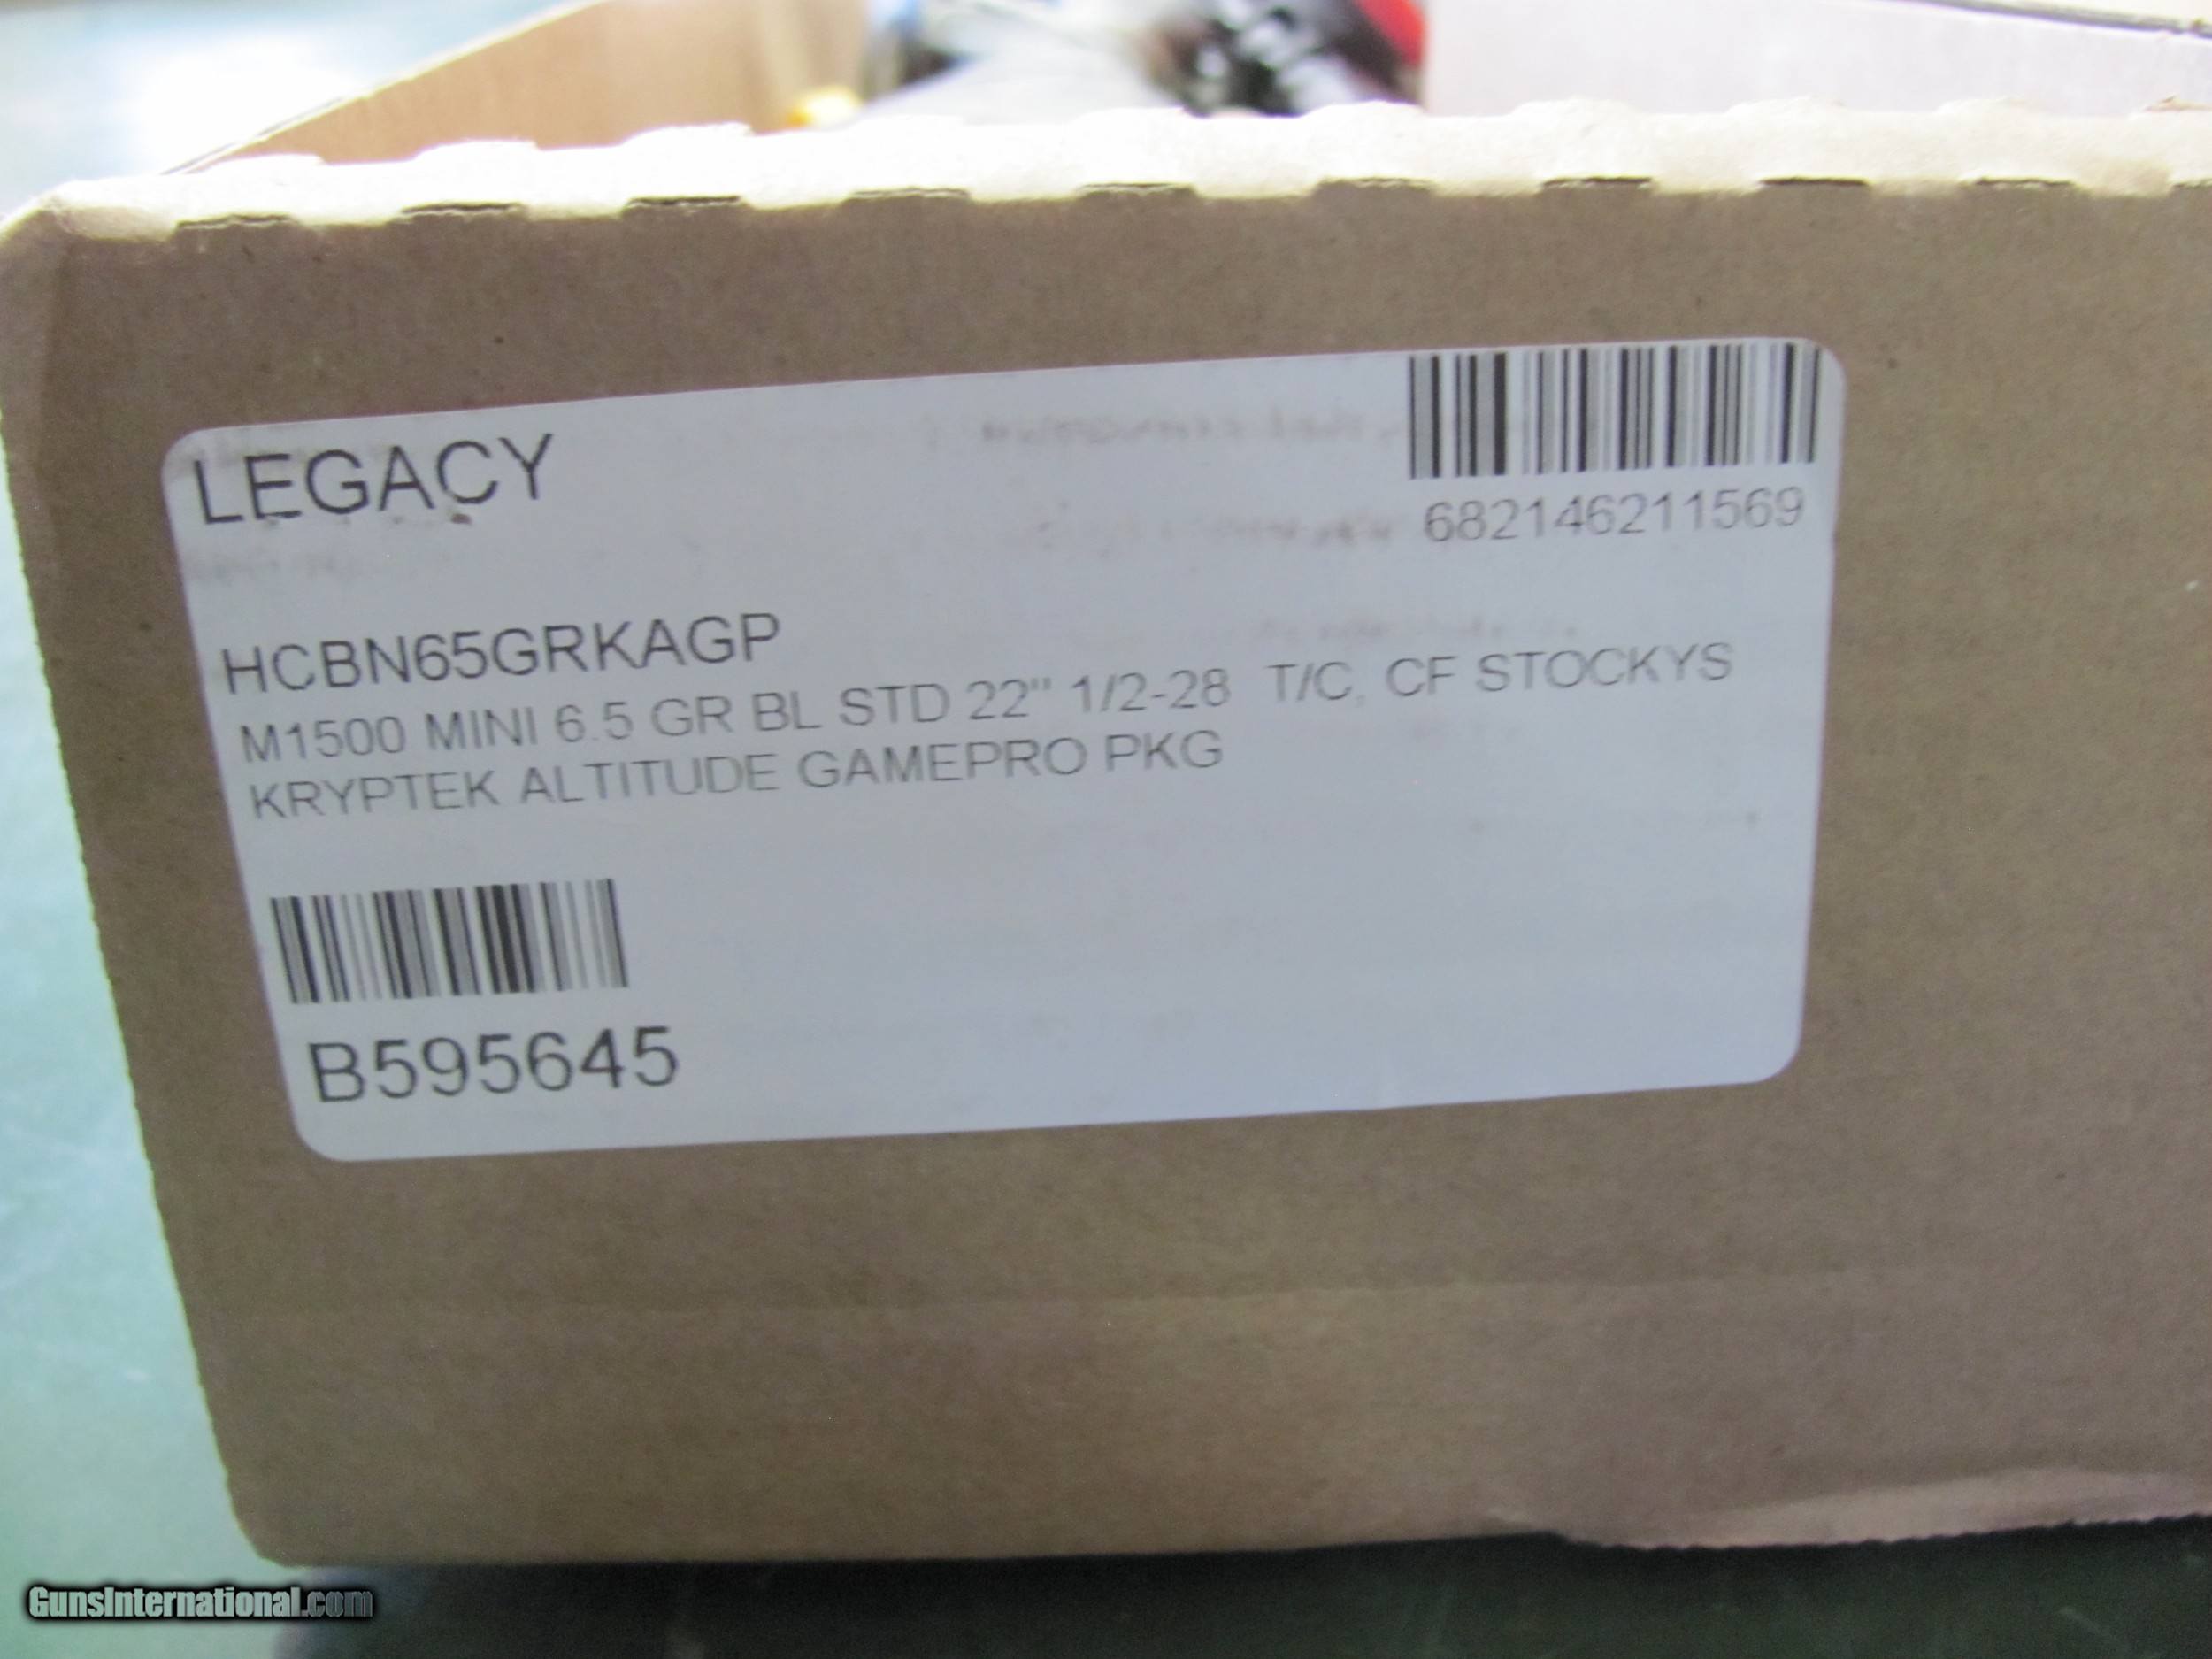 LEGACY
682146211569
HCBN65GRKAGP
M1500 MINI 6.5 GR BL STD 22" 1/2-28 T/C, CF STOCKYS
KRYPTEK ALTITUDE GAMEPRO PKG
B595645
GunsInternational.com